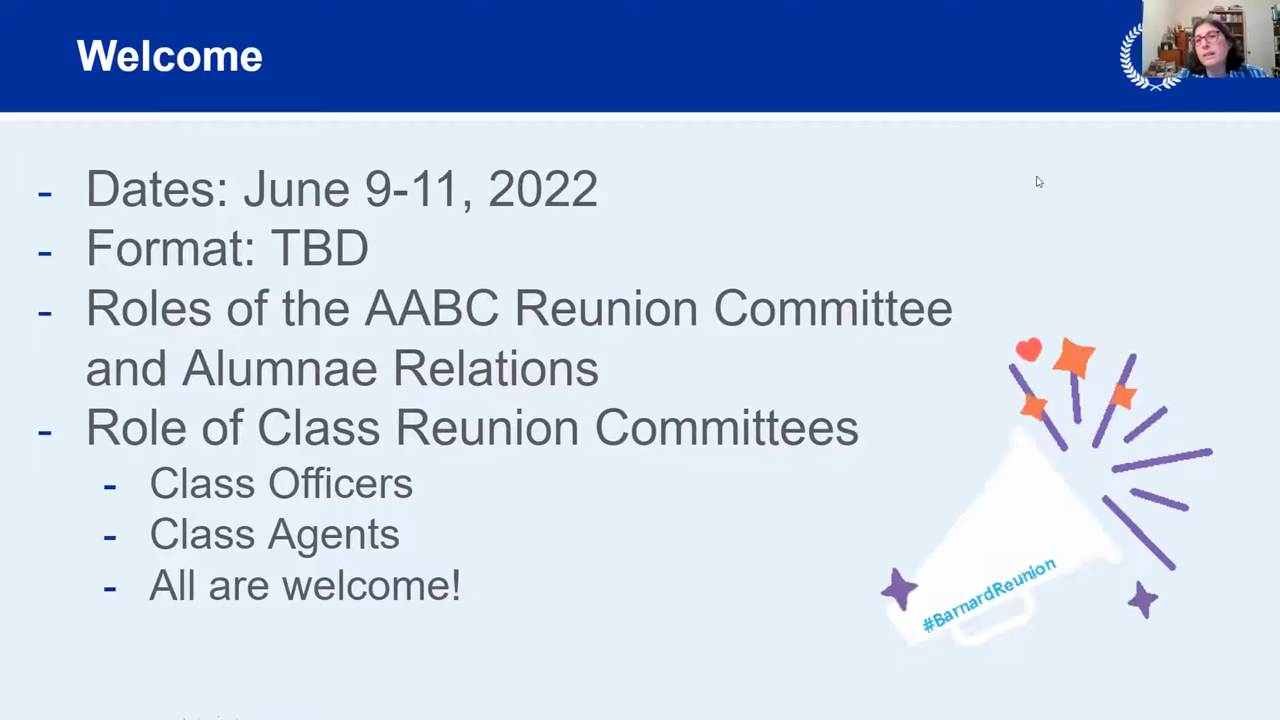 Welcome
- Dates: June 9-11, 2022
- Format: TBD
- Roles of the AABC Reunion Committee
and Alumnae Relations
- Role of Class Reunion Committees
- Class Officers
- Class Agents
- All are welcome!
#BarnardReunion